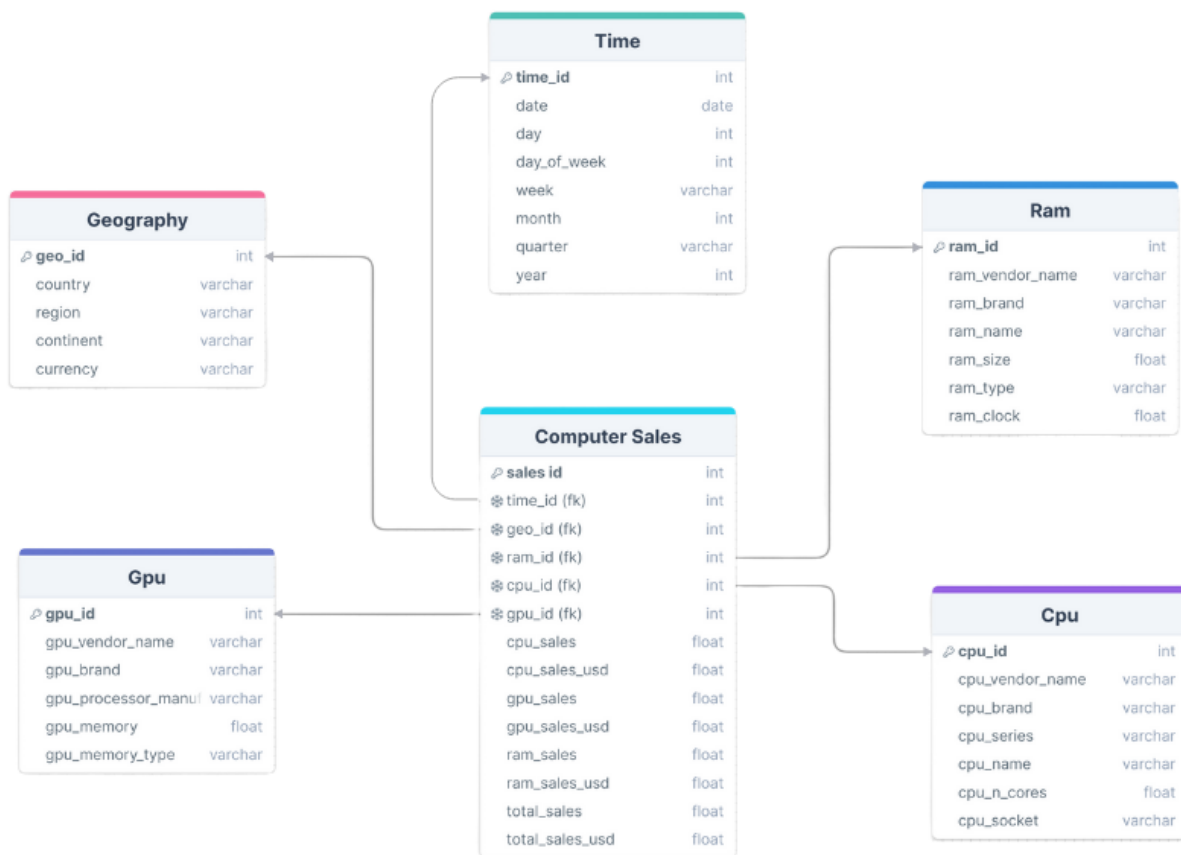 Time
time_id int
date date
day int
day_of_week int
week varchar
month int
quarter varchar
year int
Geography
geo_id int
country varchar
region varchar
continent varchar
currency varchar
Ram
ram_id int
ram_vendor_name varchar
ram_brand varchar
ram_name varchar
ram_size float
ram_type varchar
ram_clock float
Computer Sales
sales id int
time_id (fk) int
geo_id (fk) int
ram_id (fk) int
cpu_id (fk) int
gpu_id (fk) int
cpu_sales float
cpu_sales_usd float
gpu_sales float
gpu_sales_usd float
ram_sales float
ram_sales_usd float
total_sales float
total_sales_usd float
Gpu
gpu_id int
gpu_vendor_name varchar
gpu_brand varchar
gpu_processor_manuf varchar
gpu_memory float
gpu_memory_type varchar
Cpu
cpu_id int
cpu_vendor_name varchar
cpu_brand varchar
cpu_series varchar
cpu_name varchar
cpu_n_cores float
cpu_socket varchar